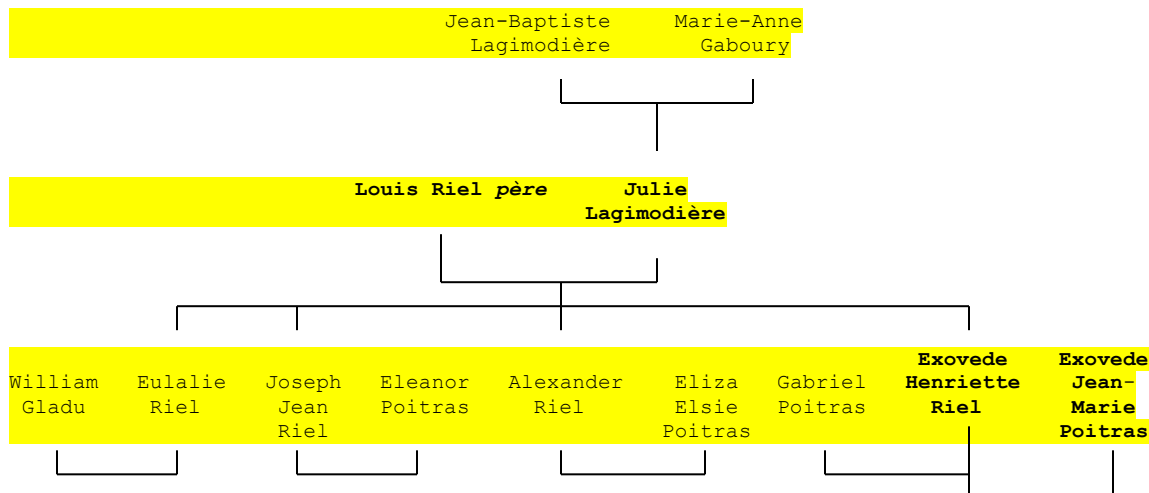 Jean-Baptiste Marie-Anne
Lagimodière Gaboury
Louis Riel père Julie
Lagimodière
Exovede Exovede
William Eulalie Joseph Eleanor Alexander Eliza Gabriel Henriette Jean-
Gladu Riel Jean Poitras Riel Elsie Poitras Riel Marie
Riel Poitras Poitras